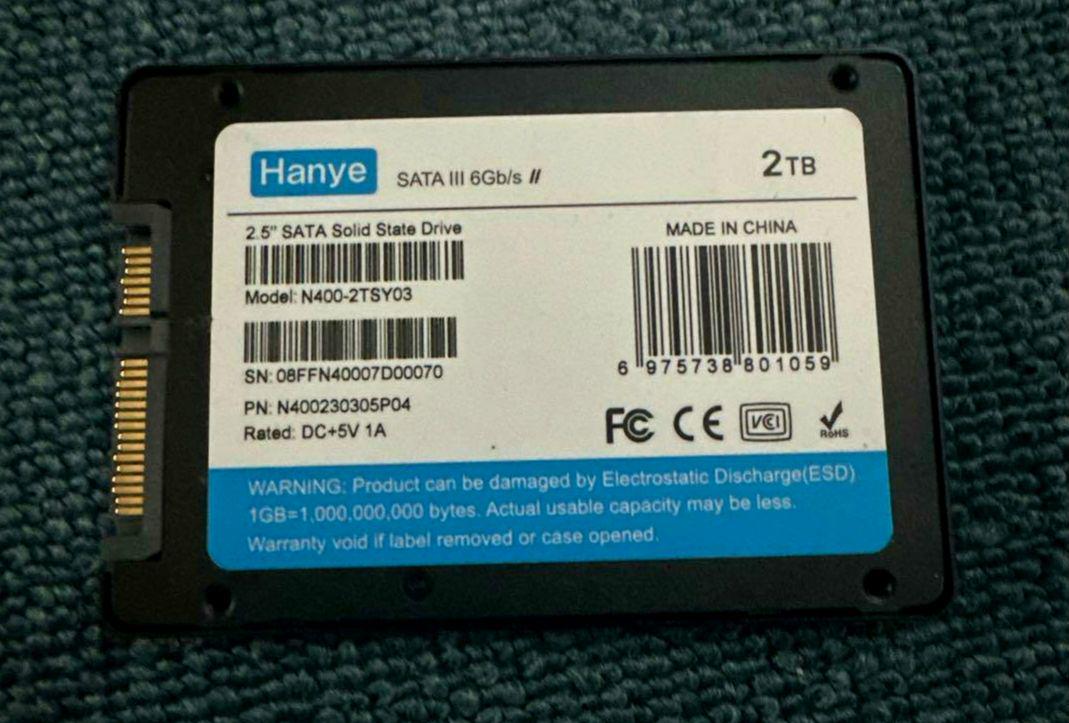 Hanye SATA III 6Gb/s // 2TB
2.5" SATA Solid State Drive
Model: N400-2TSY03
SN: 08FFN40007D00070
PN: N400230305P04
Rated: DC+5V 1A
MADE IN CHINA
6 975738 801059
FC CE VCI RoHS
WARNING: Product can be damaged by Electrostatic Discharge(ESD)
1GB=1,000,000,000 bytes. Actual usable capacity may be less.
Warranty void if label removed or case opened.